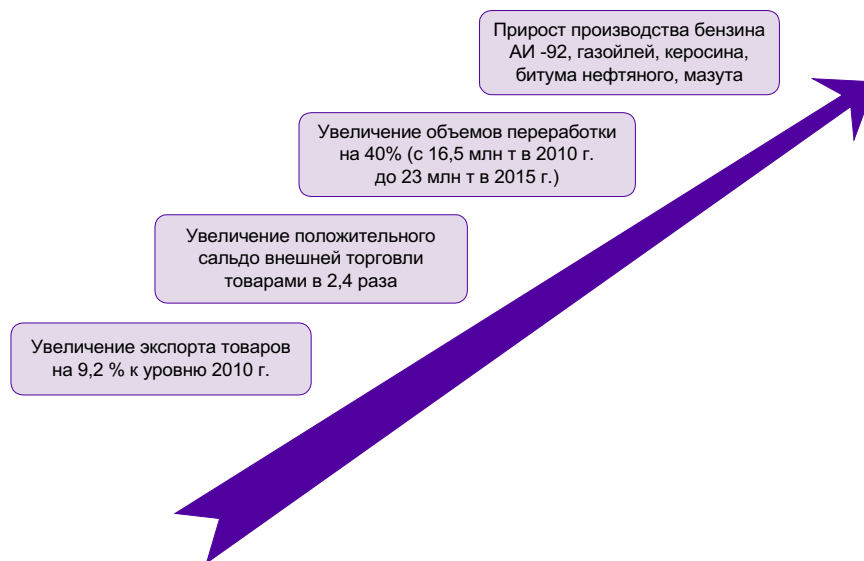 Прирост производства бензина
АИ -92, газойлей, керосина,
битума нефтяного, мазута
Увеличение объемов переработки
на 40% (с 16,5 млн т в 2010 г.
до 23 млн т в 2015 г.)
Увеличение положительного
сальдо внешней торговли
товарами в 2,4 раза
Увеличение экспорта товаров
на 9,2 % к уровню 2010 г.